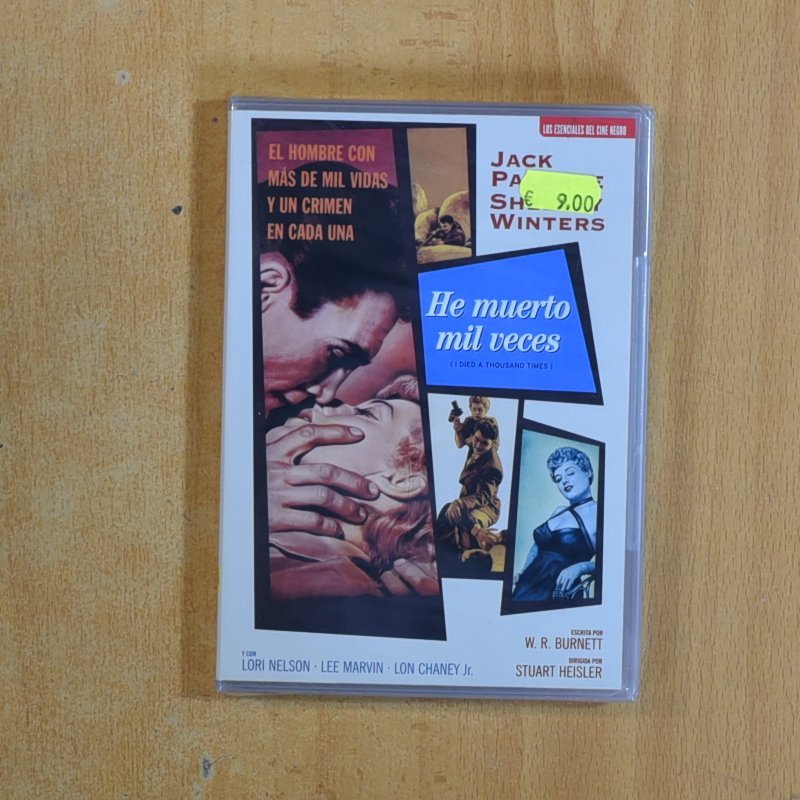 LOS ESENCIALES DEL CINE NEGRO
EL HOMBRE CON
MÁS DE MIL VIDAS
Y UN CRIMEN
EN CADA UNA
JACK
WINTERS
€ 9.00
He muerto
mil veces
( I DIED A THOUSAND TIMES )
Y CON
LORI NELSON · LEE MARVIN · LON CHANEY Jr.
ESCRITA POR
W. R. BURNETT
DIRIGIDA POR
STUART HEISLER